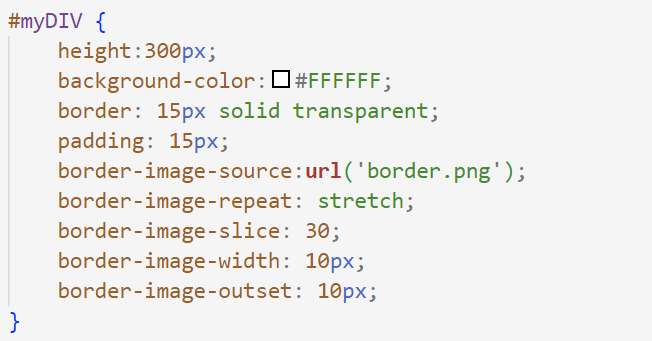 #myDIV {
height:300px;
background-color:#FFFFFF;
border: 15px solid transparent;
padding: 15px;
border-image-source:url('border.png');
border-image-repeat: stretch;
border-image-slice: 30;
border-image-width: 10px;
border-image-outset: 10px;
}